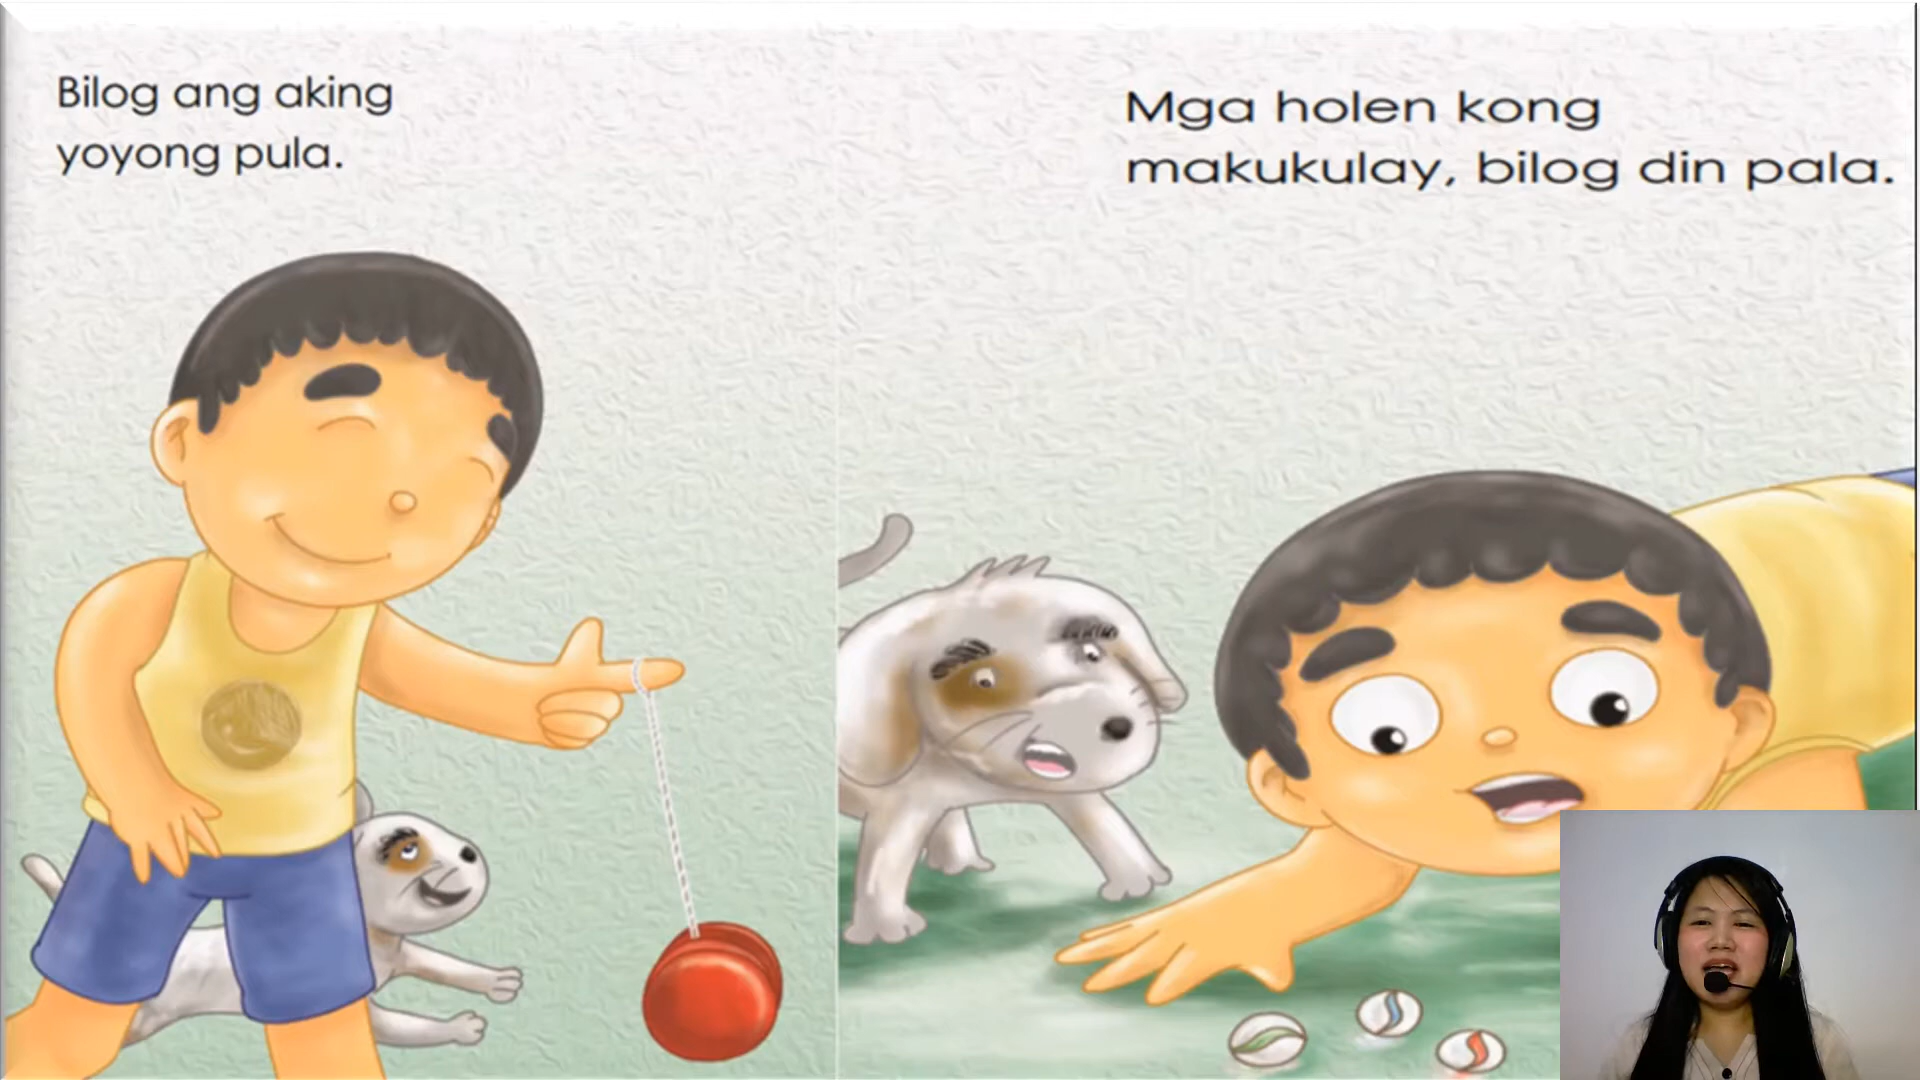 Bilog ang aking
yoyong pula.
Mga holen kong
makukulay, bilog din pala.